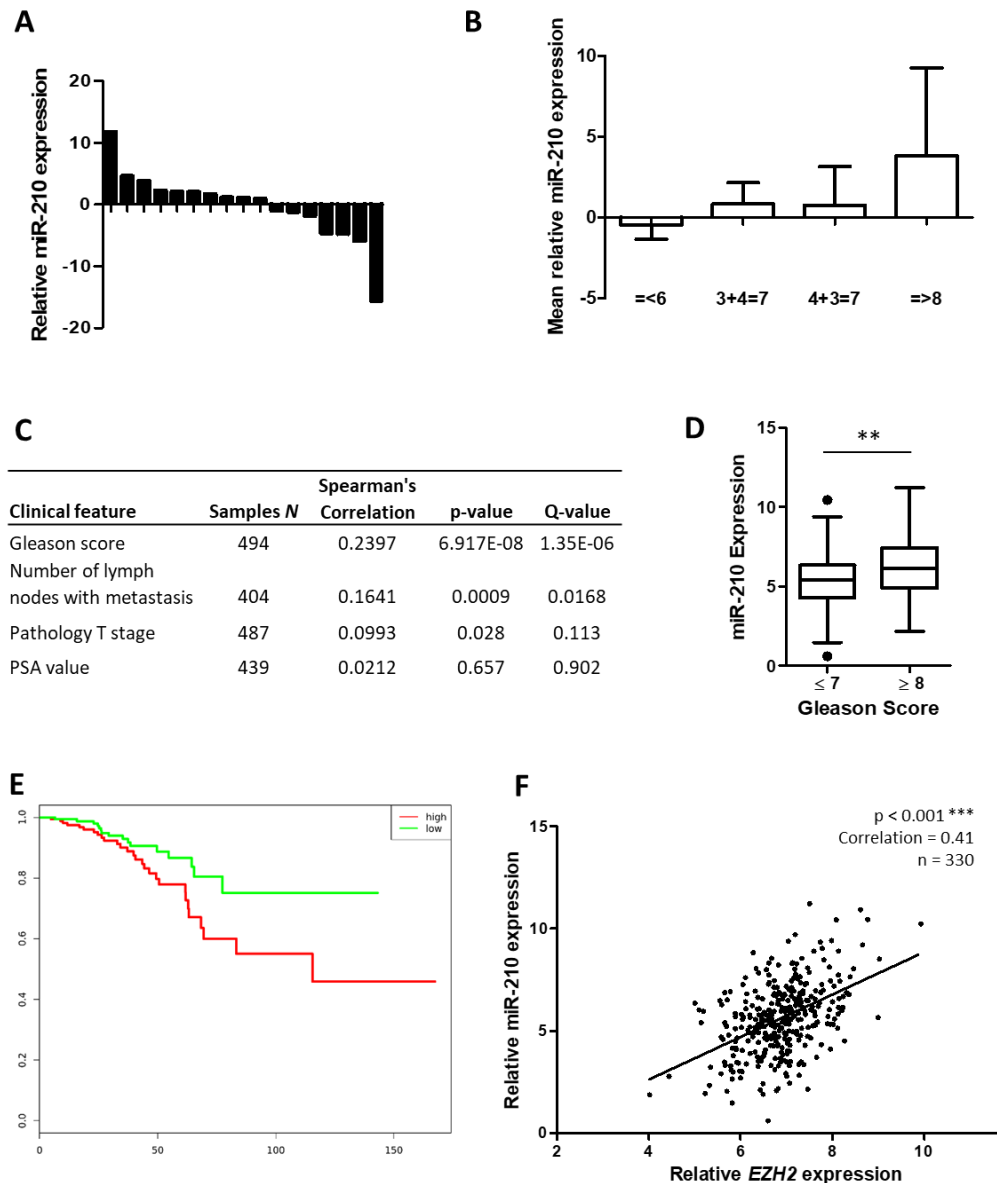 A
Relative miR-210 expression
20
10
0
-10
-20
B
Mean relative miR-210 expression
10
5
0
-5
=<6 3+4=7 4+3=7 =>8
C
Spearman's
Clinical feature Samples N Correlation p-value Q-value
Gleason score 494 0.2397 6.917E-08 1.35E-06
Number of lymph
nodes with metastasis 404 0.1641 0.0009 0.0168
Pathology T stage 487 0.0993 0.028 0.113
PSA value 439 0.0212 0.657 0.902
D
miR-210 Expression
15
10
5
0
**
≤ 7 ≥ 8
Gleason Score
E
1.0
0.8
0.6
0.4
0.2
0.0
high
low
0 50 100 150
F
p < 0.001 ***
Correlation = 0.41
n = 330
Relative miR-210 expression
15
10
5
0
2 4 6 8 10
Relative EZH2 expression